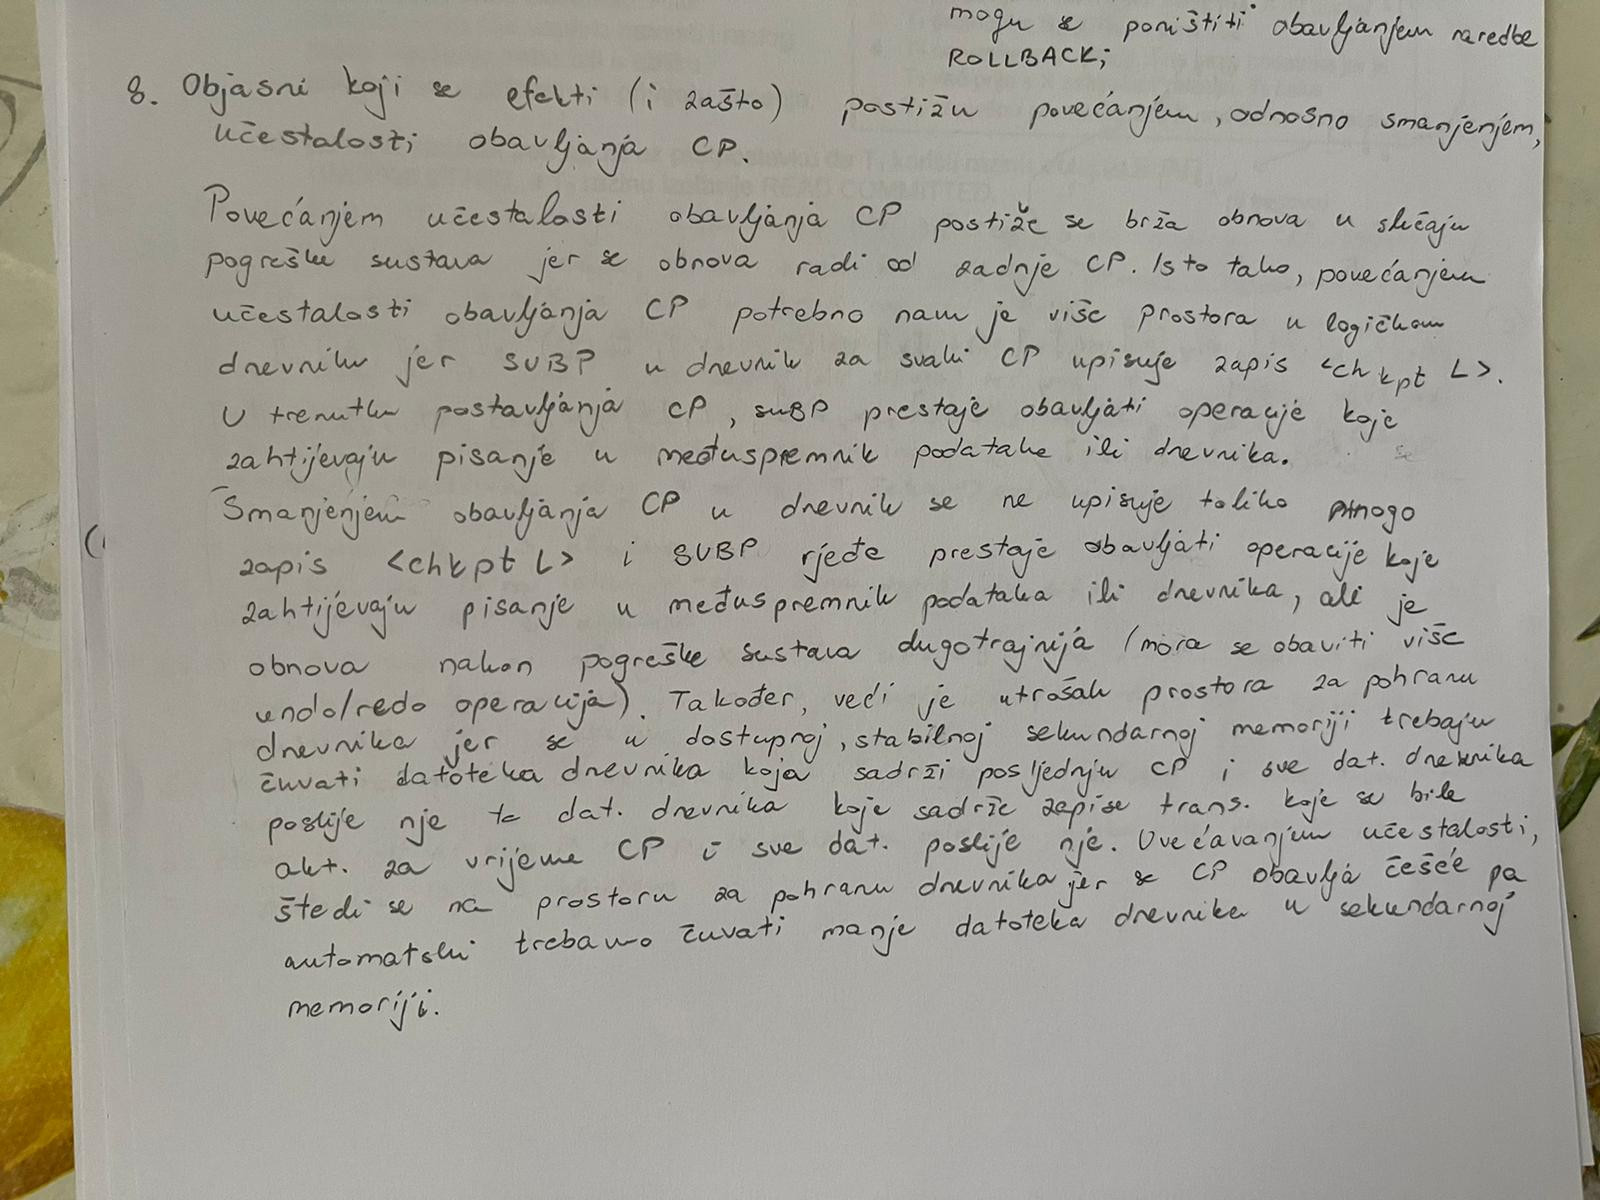 mogu se poništiti obavljanjem naredbe
ROLLBACK;
8. Objasni koji se efekti (i zašto) postižu povećanjem, odnosno smanjenjem,
učestalosti obavljanja CP.
Povećanjem učestalosti obavljanja CP postiže se brža obnova u slučaju
pogreške sustava jer se obnova radi od zadnje CP. Isto tako, povećanjem
učestalosti obavljanja CP potrebno nam je više prostora u logičkom
dnevniku jer SUBP u dnevnik za svaki CP upisuje zapis <chkpt L>.
U trenutku postavljanja CP, SUBP prestaje obavljati operacije koje
zahtijevaju pisanje u međuspremnik podataka ili dnevnika.
Smanjenjem obavljanja CP u dnevnik se ne upisuje toliko mnogo
zapis <chkpt L> i SUBP rjeđe prestaje obavljati operacije koje
zahtijevaju pisanje u međuspremnik podataka ili dnevnika, ali je
obnova nakon pogreške sustava dugotrajnija (mora se obaviti više
undo/redo operacija). Također, veći je utrošak prostora za pohranu
dnevnika jer se u dostupnoj, stabilnoj sekundarnoj memoriji trebaju
čuvati datoteka dnevnika koja sadrži posljednju CP i sve dat. dnevnika
poslije nje te dat. dnevnika koje sadrže zapise trans. koje su bile
akt. za vrijeme CP i sve dat. poslije nje. Uvećavanjem učestalosti,
štedi se na prostoru za pohranu dnevnika jer se CP obavlja češće pa
automatski trebamo čuvati manje datoteka dnevnika u sekundarnoj
memoriji.